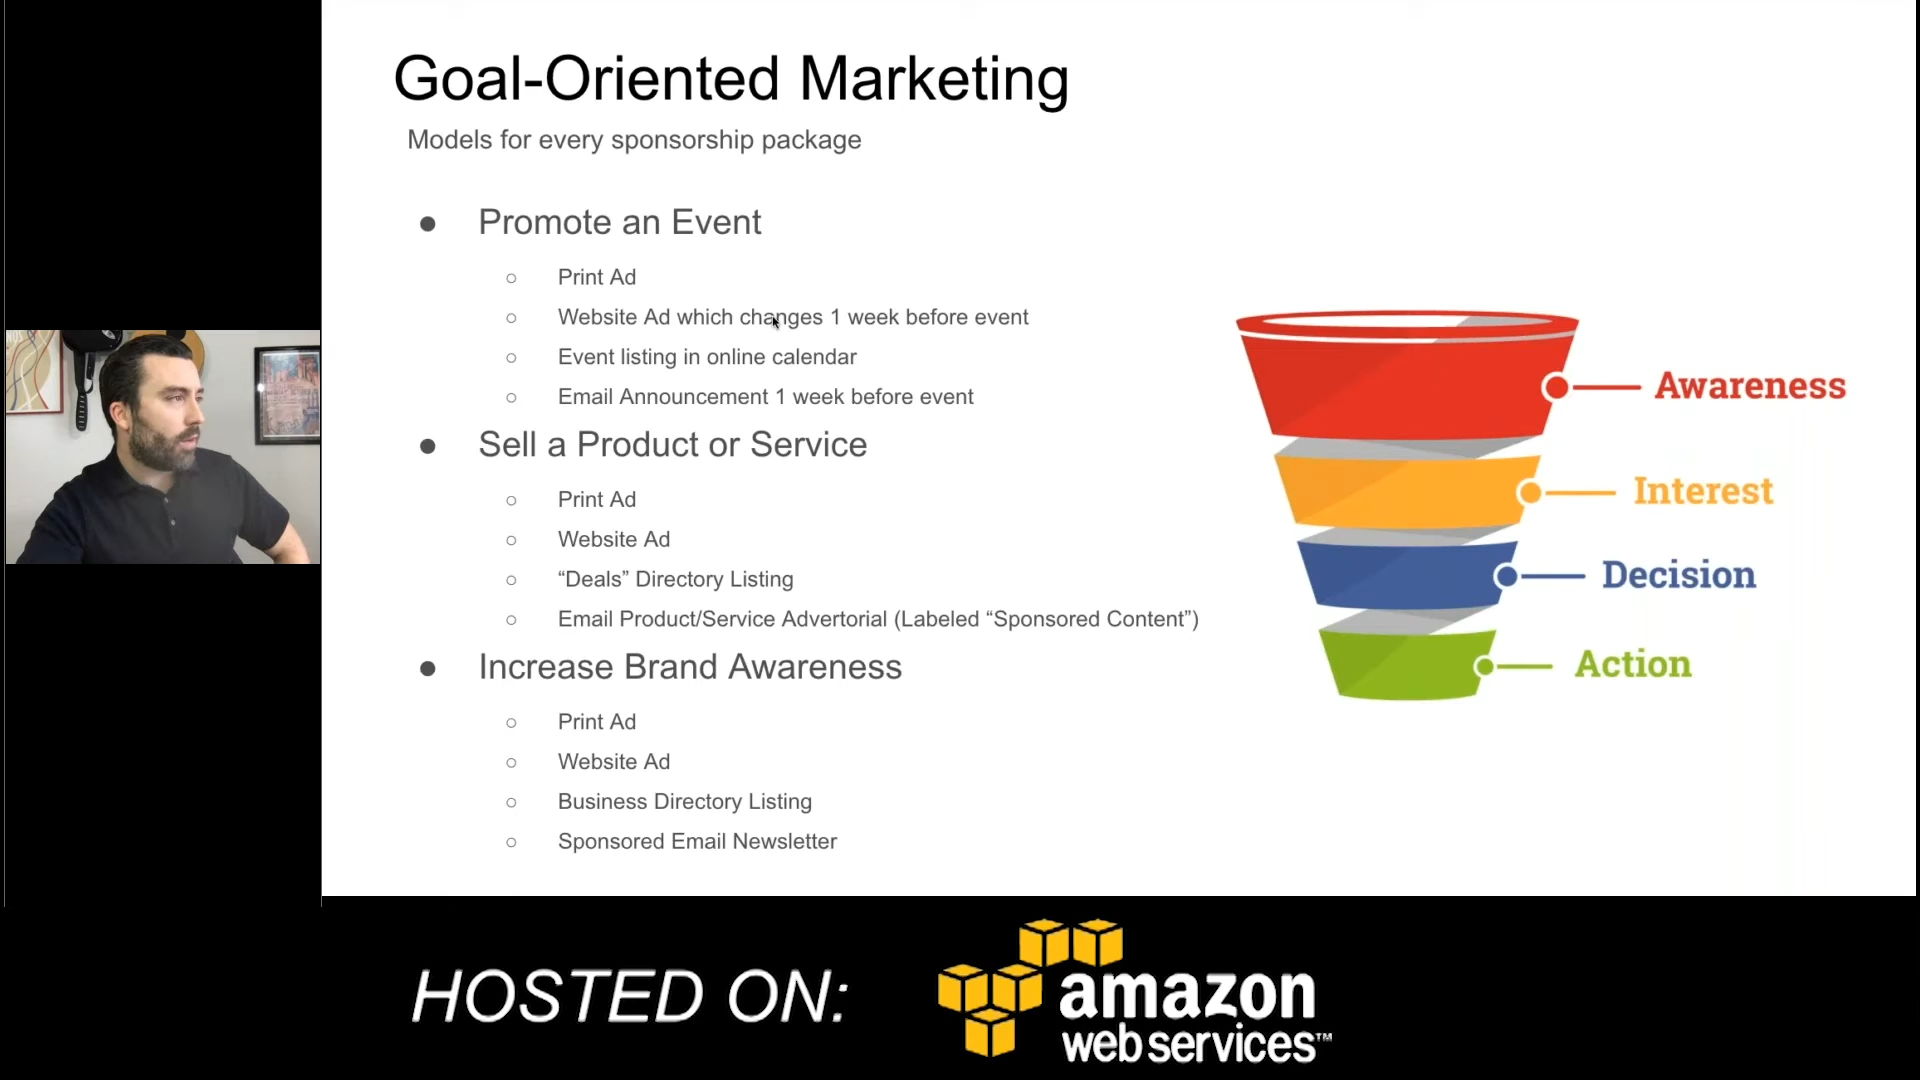 Goal-Oriented Marketing
Models for every sponsorship package
● Promote an Event
○ Print Ad
○ Website Ad which changes 1 week before event
○ Event listing in online calendar
○ Email Announcement 1 week before event
● Sell a Product or Service
○ Print Ad
○ Website Ad
○ “Deals” Directory Listing
○ Email Product/Service Advertorial (Labeled “Sponsored Content”)
● Increase Brand Awareness
○ Print Ad
○ Website Ad
○ Business Directory Listing
○ Sponsored Email Newsletter
Awareness
Interest
Decision
Action
HOSTED ON:
amazon
web services™